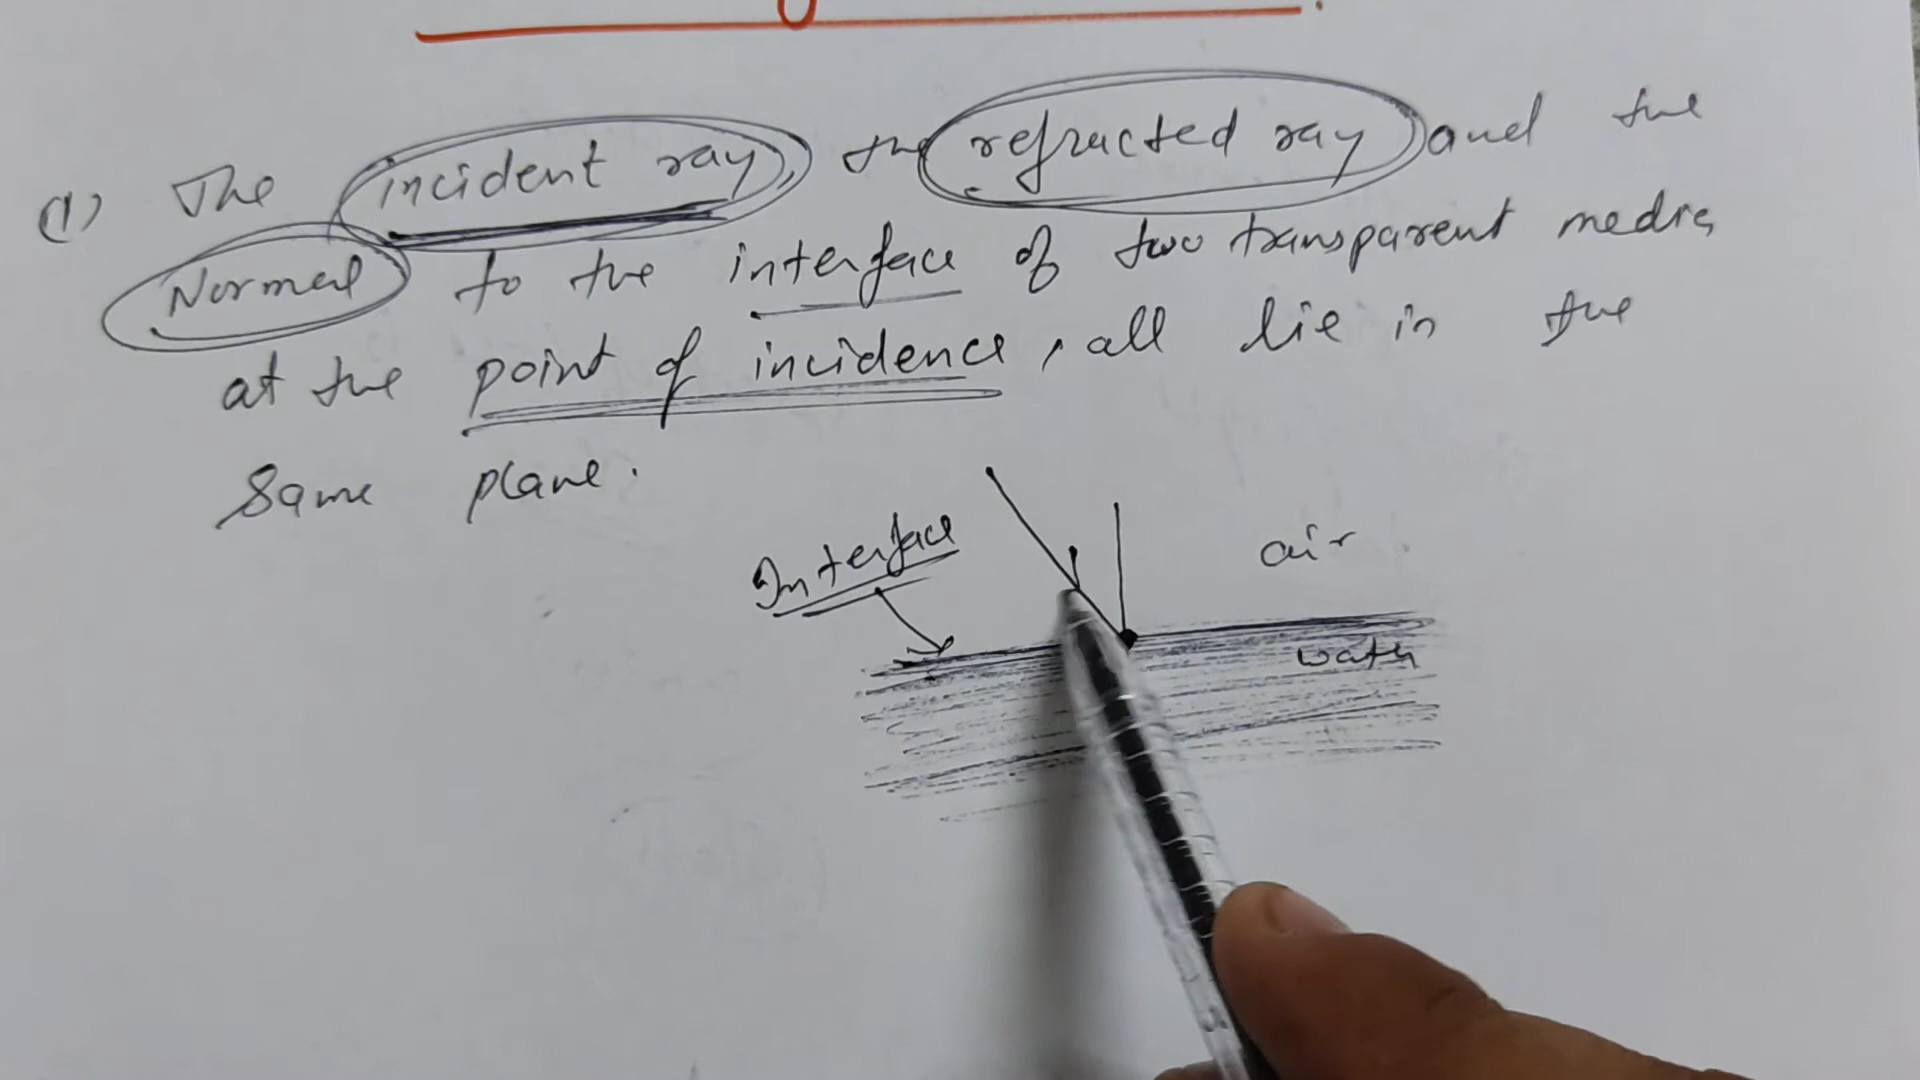 (1) The incident ray, the refracted ray and the
Normal to the interface of two transparent media
at the point of incidence, all lie in the
same plane.
Interface
air
water